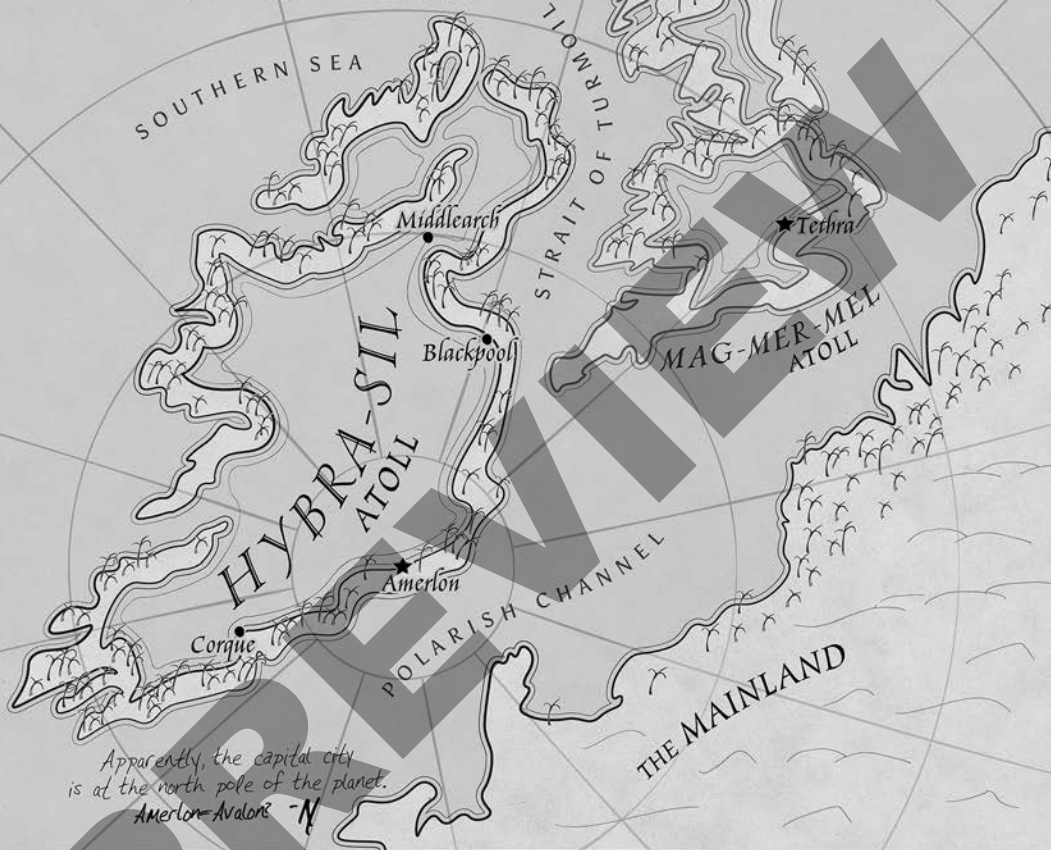 SOUTHERN SEA
STRAIT OF TURMOIL
Middlearch
Tethra
Blackpool
MAG-MER-MEL
ATOLL
HYBRA-SIL
ATOLL
Amerlon
Corque
POLARISH CHANNEL
THE MAINLAND
Apparently, the capital city
is at the north pole of the planet.
Amerlon=Avalon? -N
PREVIEW